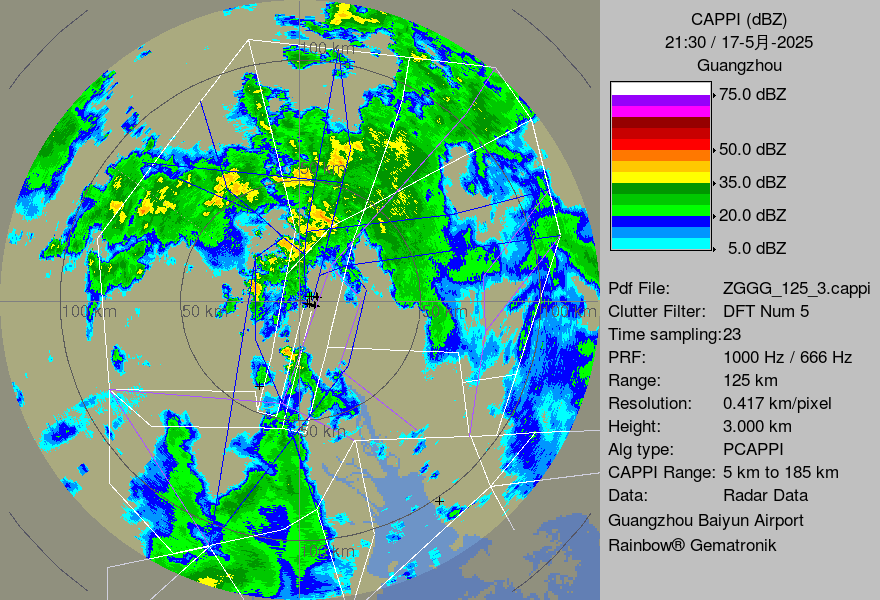 CAPPI (dBZ)
21:30 / 17-5月-2025
Guangzhou
75.0 dBZ
50.0 dBZ
35.0 dBZ
20.0 dBZ
5.0 dBZ
Pdf File: ZGGG_125_3.cappi
Clutter Filter: DFT Num 5
Time sampling:23
PRF: 1000 Hz / 666 Hz
Range: 125 km
Resolution: 0.417 km/pixel
Height: 3.000 km
Alg type: PCAPPI
CAPPI Range: 5 km to 185 km
Data: Radar Data
Guangzhou Baiyun Airport
Rainbow® Gematronik
100 km
100 km
50 km
50 km
100 km
50 km
100 km